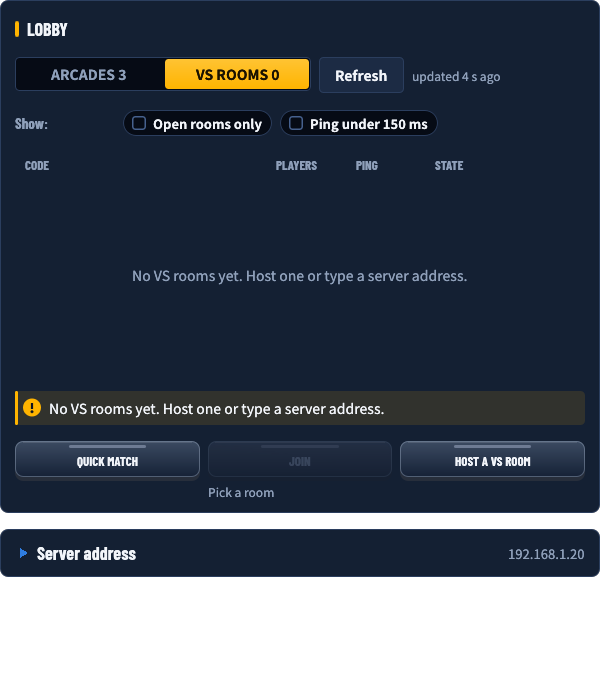 LOBBY
ARCADES 3 VS ROOMS 0 Refresh updated 4 s ago
Show: Open rooms only Ping under 150 ms
CODE PLAYERS PING STATE
No VS rooms yet. Host one or type a server address.
! No VS rooms yet. Host one or type a server address.
QUICK MATCH JOIN HOST A VS ROOM
Pick a room
Server address 192.168.1.20